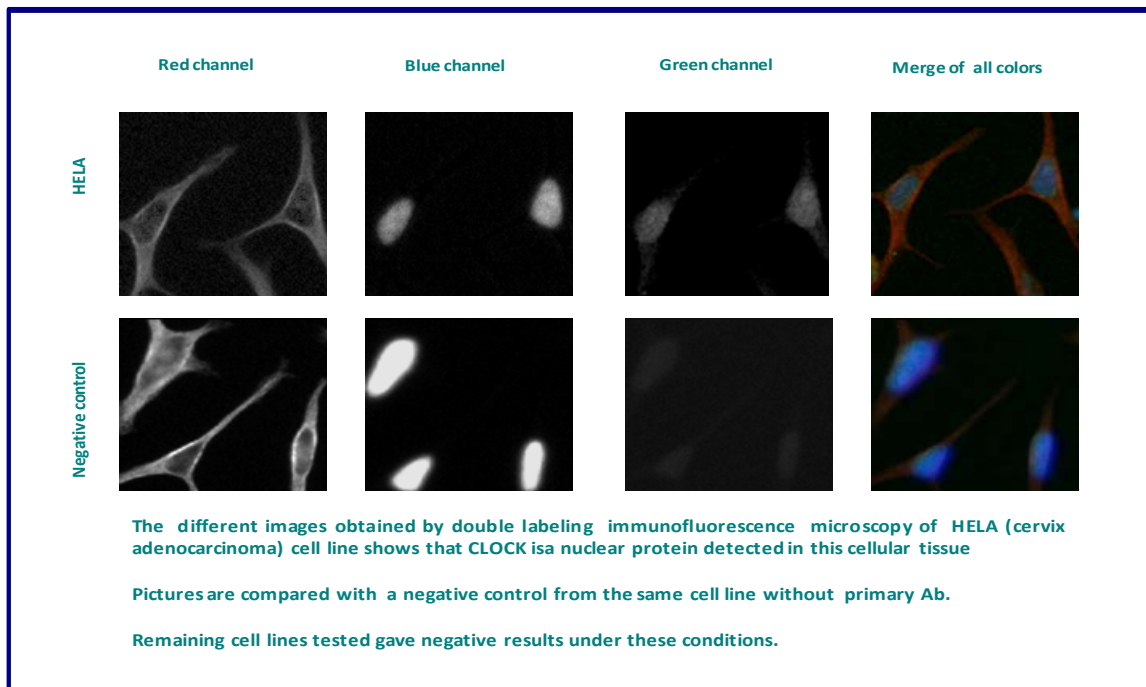 Red channel
Blue channel
Green channel
Merge of all colors
HELA
Negative control
The different images obtained by double labeling immunofluorescence microscopy of HELA (cervix
adenocarcinoma) cell line shows that CLOCK isa nuclear protein detected in this cellular tissue
Pictures are compared with a negative control from the same cell line without primary Ab.
Remaining cell lines tested gave negative results under these conditions.